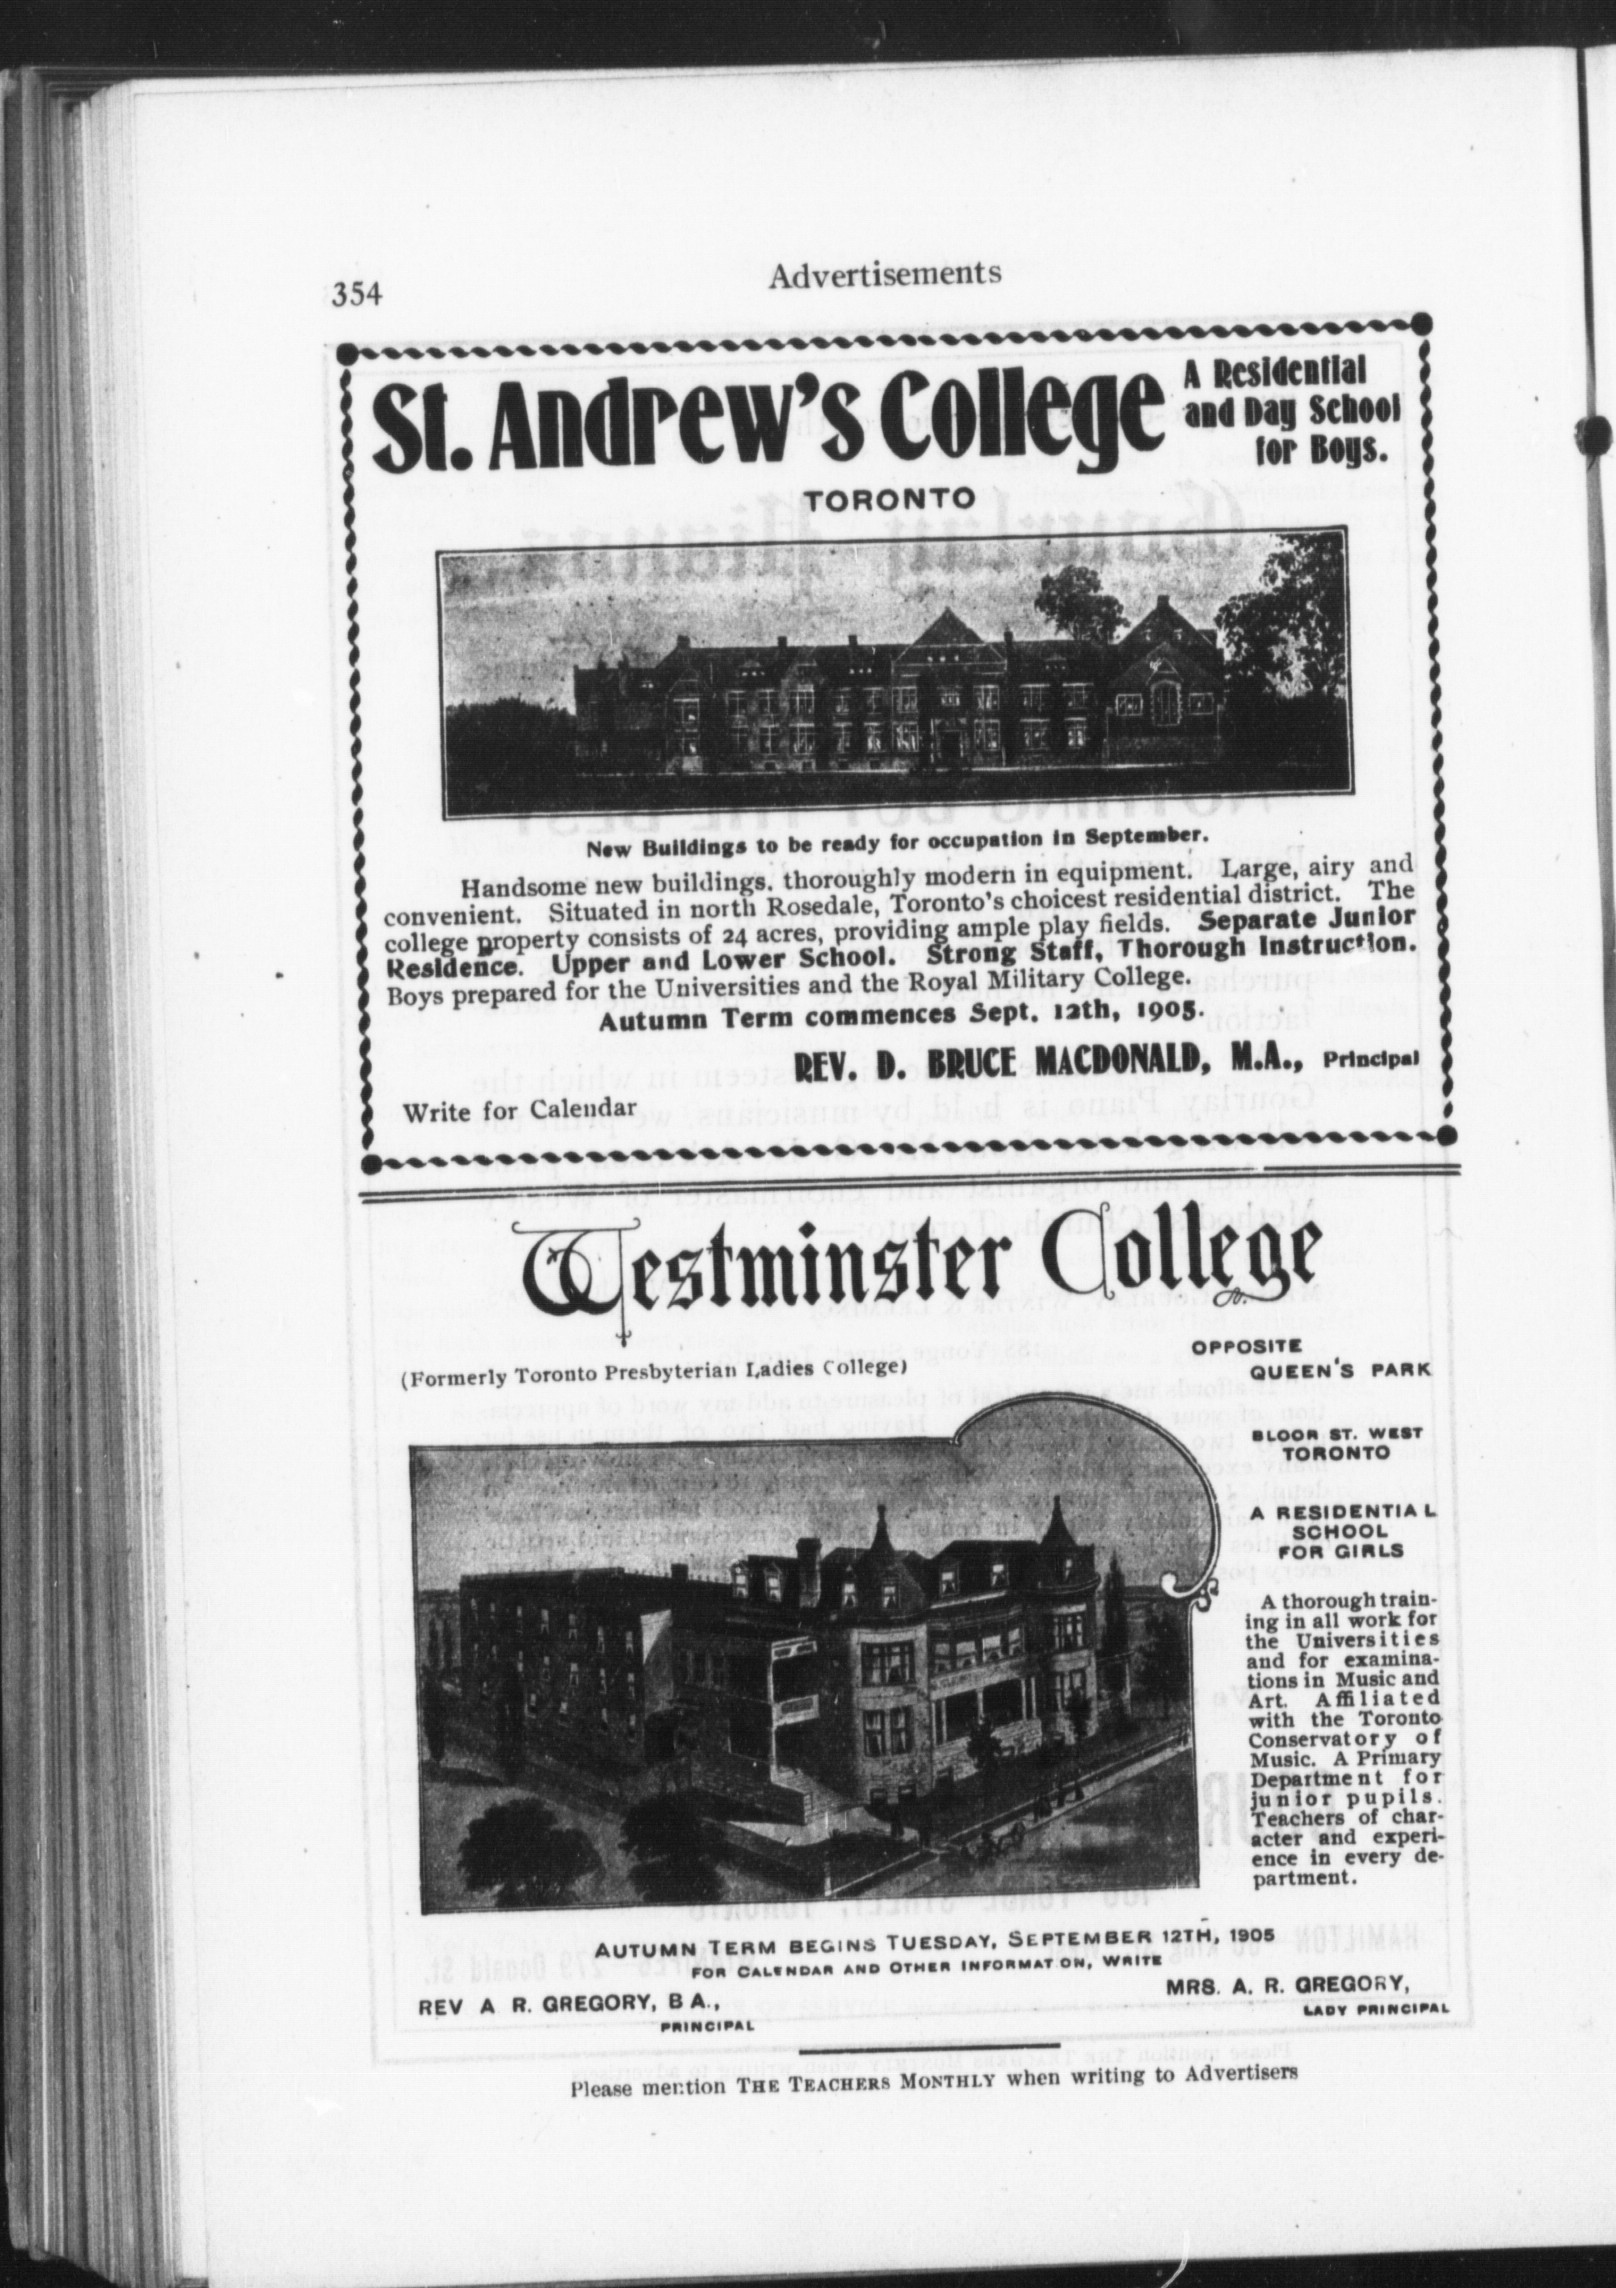 354
Advertisements
St. Andrew's College
A Residential
and Day School
for Boys.
TORONTO
New Buildings to be ready for occupation in September.
Handsome new buildings, thoroughly modern in equipment. Large, airy and
convenient. Situated in north Rosedale, Toronto's choicest residential district. The
college property consists of 24 acres, providing ample play fields. Separate Junior
Residence. Upper and Lower School. Strong Staff, Thorough Instruction.
Boys prepared for the Universities and the Royal Military College.
Autumn Term commences Sept. 12th, 1905.
REV. D. BRUCE MACDONALD, M.A., Principal
Write for Calendar
Westminster College
(Formerly Toronto Presbyterian Ladies College)
OPPOSITE
QUEEN'S PARK
BLOOR ST. WEST
TORONTO
A RESIDENTIAL
SCHOOL
FOR GIRLS
A thorough train-
ing in all work for
the Universities
and for examina-
tions in Music and
Art. Affiliated
with the Toronto
Conservatory of
Music. A Primary
Department for
junior pupils.
Teachers of char-
acter and experi-
ence in every de-
partment.
AUTUMN TERM BEGINS TUESDAY, SEPTEMBER 12TH, 1905
FOR CALENDAR AND OTHER INFORMATION, WRITE
REV A R. GREGORY, B A.,
PRINCIPAL
MRS. A. R. GREGORY,
LADY PRINCIPAL
Please mention THE TEACHERS MONTHLY when writing to Advertisers